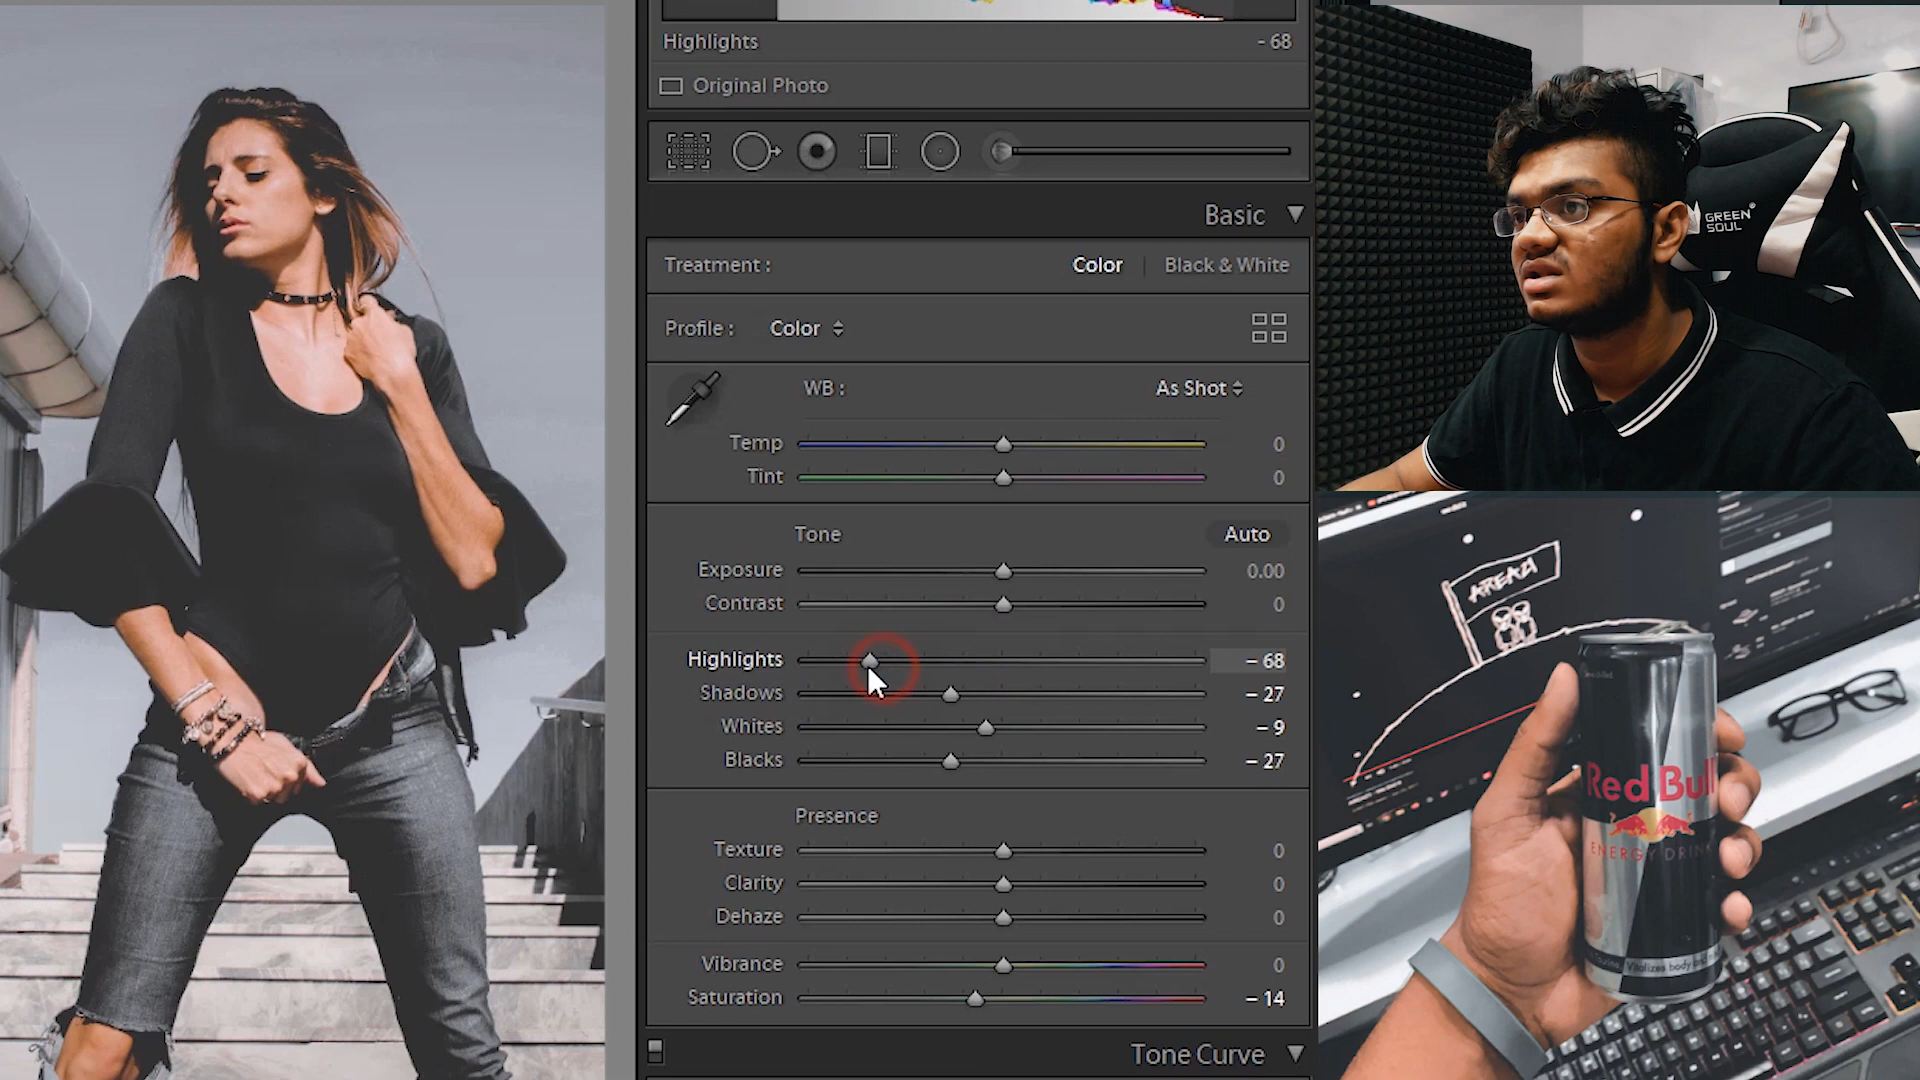 Highlights - 68
Original Photo
Basic
Treatment : Color Black & White
Profile : Color
WB : As Shot
Temp 0
Tint 0
Tone Auto
Exposure 0.00
Contrast 0
Highlights – 68
Shadows – 27
Whites – 9
Blacks – 27
Presence
Texture 0
Clarity 0
Dehaze 0
Vibrance 0
Saturation – 14
Tone Curve
GREEN
SOUL
Red Bull
ENERGY DRINK
Vitalizes body